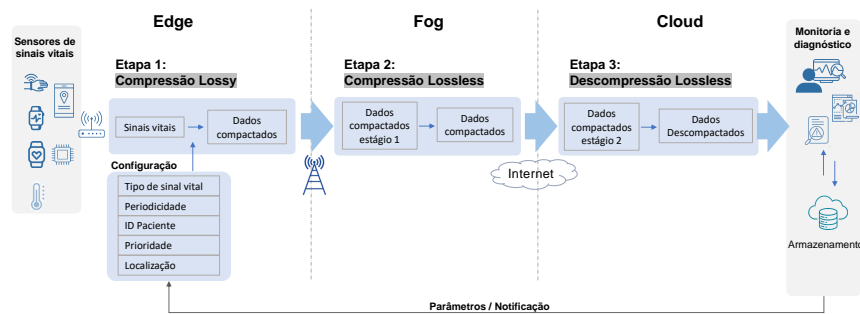 Edge
Fog
Cloud
Sensores de
sinais vitais
Monitoria e
diagnóstico
Etapa 1:
Compressão Lossy
Etapa 2:
Compressão Lossless
Etapa 3:
Descompressão Lossless
Sinais vitais
Dados
compactados
Dados
compactados
estágio 1
Dados
compactados
Dados
compactados
estágio 2
Dados
Descompactados
Configuração
Tipo de sinal vital
Periodicidade
ID Paciente
Prioridade
Localização
Internet
Armazenamento
Parâmetros / Notificação